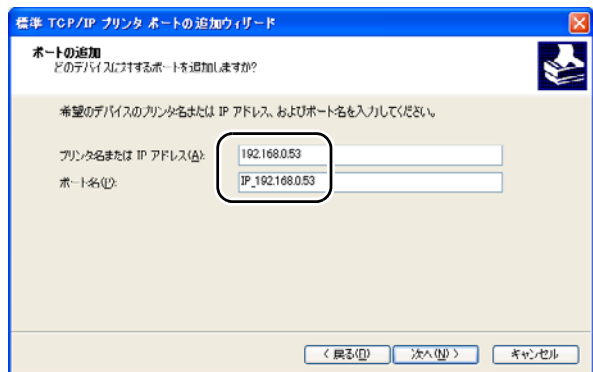 標準 TCP/IP プリンタ ポートの追加ウィザード
ポートの追加
どのデバイスに対するポートを追加しますか?
希望のデバイスのプリンタ名または IP アドレス、およびポート名を入力してください。
プリンタ名または IP アドレス(A):
192.168.0.53
ポート名(P):
IP_192.168.0.53
< 戻る(B)
次へ(N) >
キャンセル